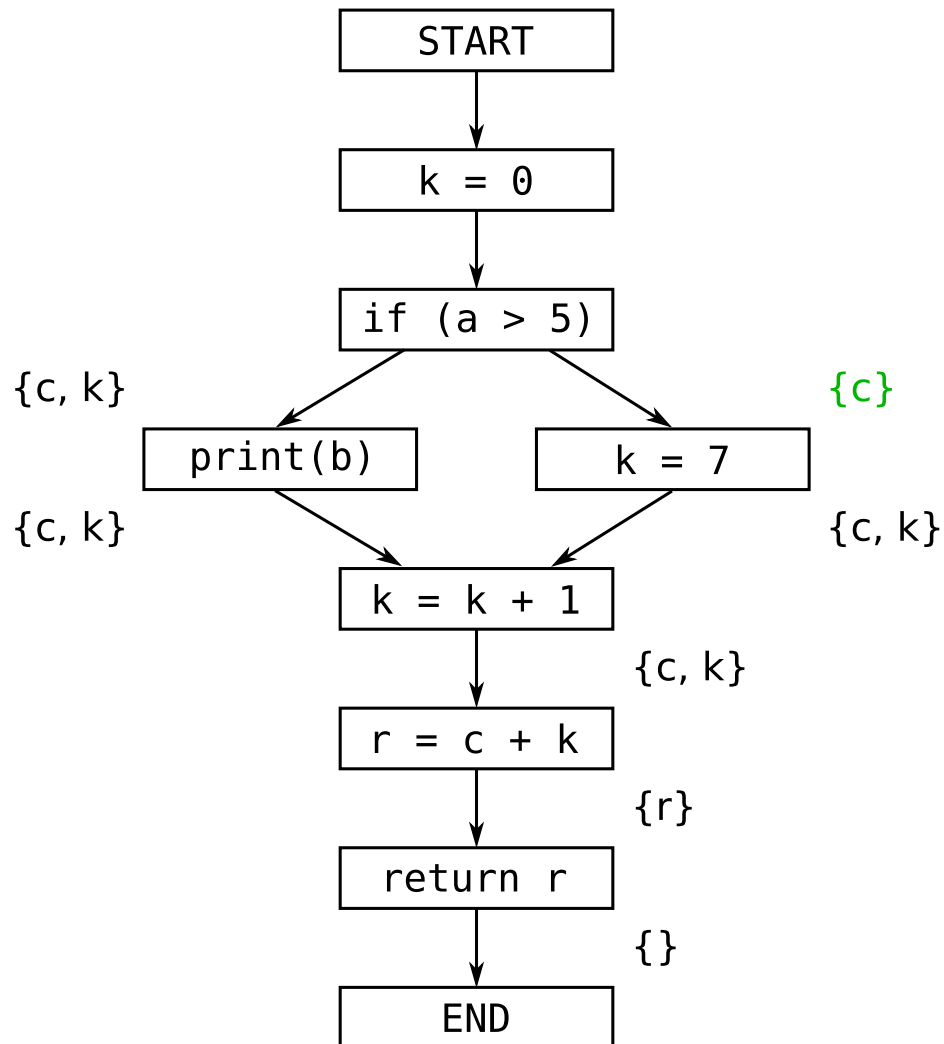 START
k = 0
if (a > 5)
{c, k}
{c}
print(b)
k = 7
{c, k}
{c, k}
k = k + 1
{c, k}
r = c + k
{r}
return r
{}
END